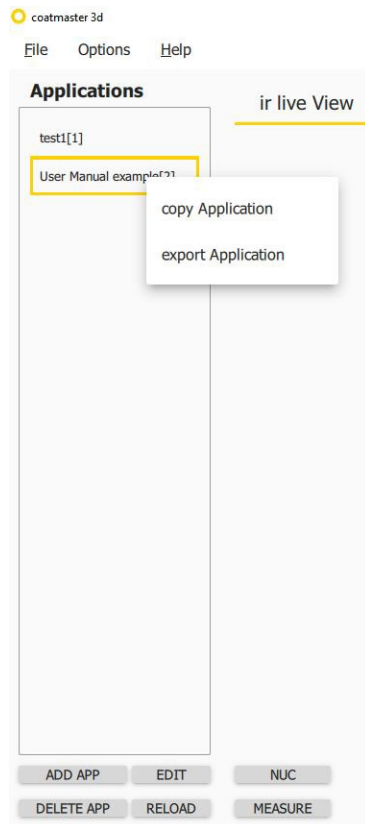 coatmaster 3d
File Options Help
Applications
ir live View
test1[1]
User Manual example[2]
copy Application
export Application
ADD APP EDIT NUC
DELETE APP RELOAD MEASURE